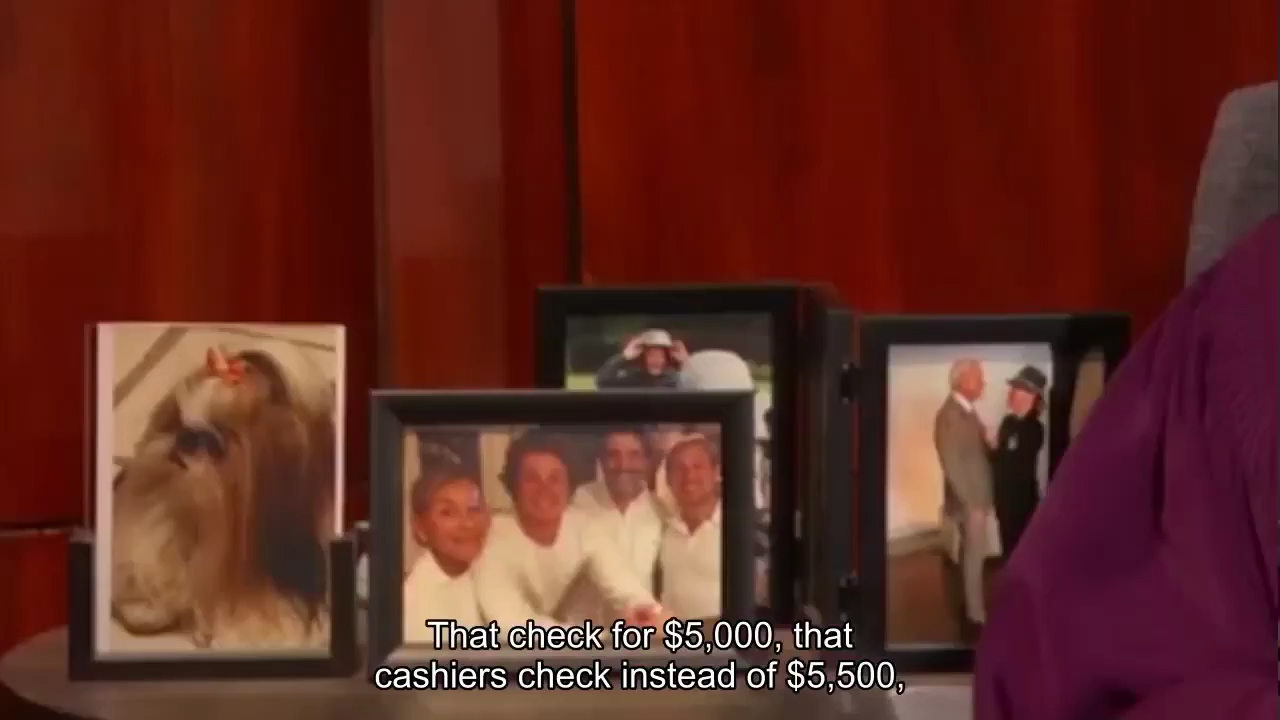 That check for $5,000, that
cashiers check instead of $5,500,